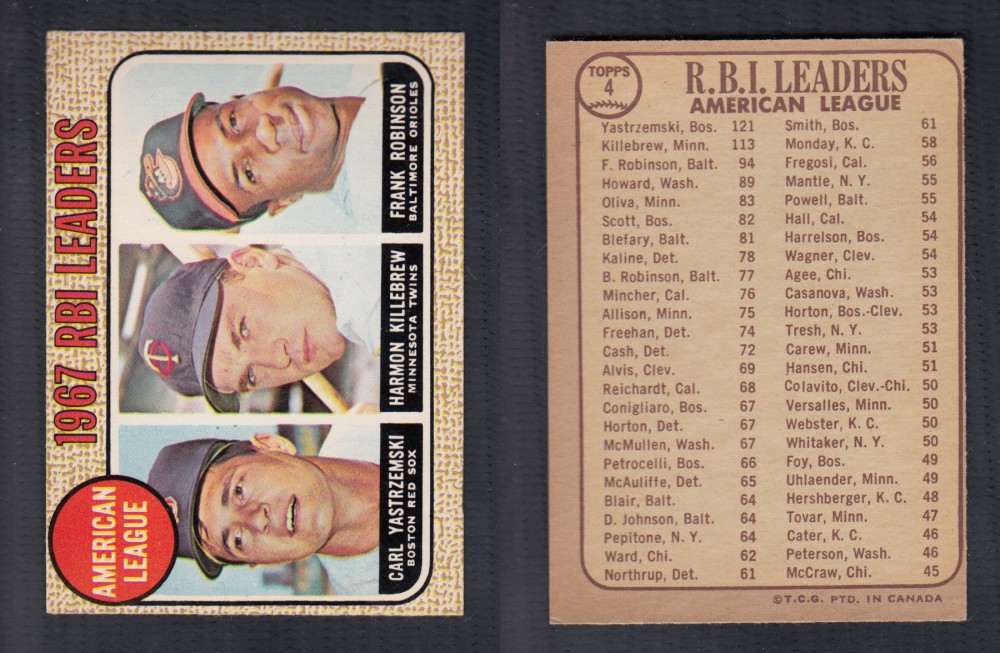 1967 RBI LEADERS
AMERICAN
LEAGUE
CARL YASTRZEMSKI
BOSTON RED SOX
HARMON KILLEBREW
MINNESOTA TWINS
FRANK ROBINSON
BALTIMORE ORIOLES
TOPPS
4
R.B.I. LEADERS
AMERICAN LEAGUE
Yastrzemski, Bos. 121 Smith, Bos. 61
Killebrew, Minn. 113 Monday, K. C. 58
F. Robinson, Balt. 94 Fregosi, Cal. 56
Howard, Wash. 89 Mantle, N. Y. 55
Oliva, Minn. 83 Powell, Balt. 55
Scott, Bos. 82 Hall, Cal. 54
Blefary, Balt. 81 Harrelson, Bos. 54
Kaline, Det. 78 Wagner, Clev. 54
B. Robinson, Balt. 77 Agee, Chi. 53
Mincher, Cal. 76 Casanova, Wash. 53
Allison, Minn. 75 Horton, Bos.-Clev. 53
Freehan, Det. 74 Tresh, N. Y. 53
Cash, Det. 72 Carew, Minn. 51
Alvis, Clev. 69 Hansen, Chi. 51
Reichardt, Cal. 68 Colavito, Clev.-Chi. 50
Conigliaro, Bos. 67 Versalles, Minn. 50
Horton, Det. 67 Webster, K. C. 50
McMullen, Wash. 67 Whitaker, N. Y. 50
Petrocelli, Bos. 66 Foy, Bos. 49
McAuliffe, Det. 65 Uhlaender, Minn. 49
Blair, Balt. 64 Hershberger, K. C. 48
D. Johnson, Balt. 64 Tovar, Minn. 47
Pepitone, N. Y. 64 Cater, K. C. 46
Ward, Chi. 62 Peterson, Wash. 46
Northrup, Det. 61 McCraw, Chi. 45
©T.C.G. PTD. IN CANADA